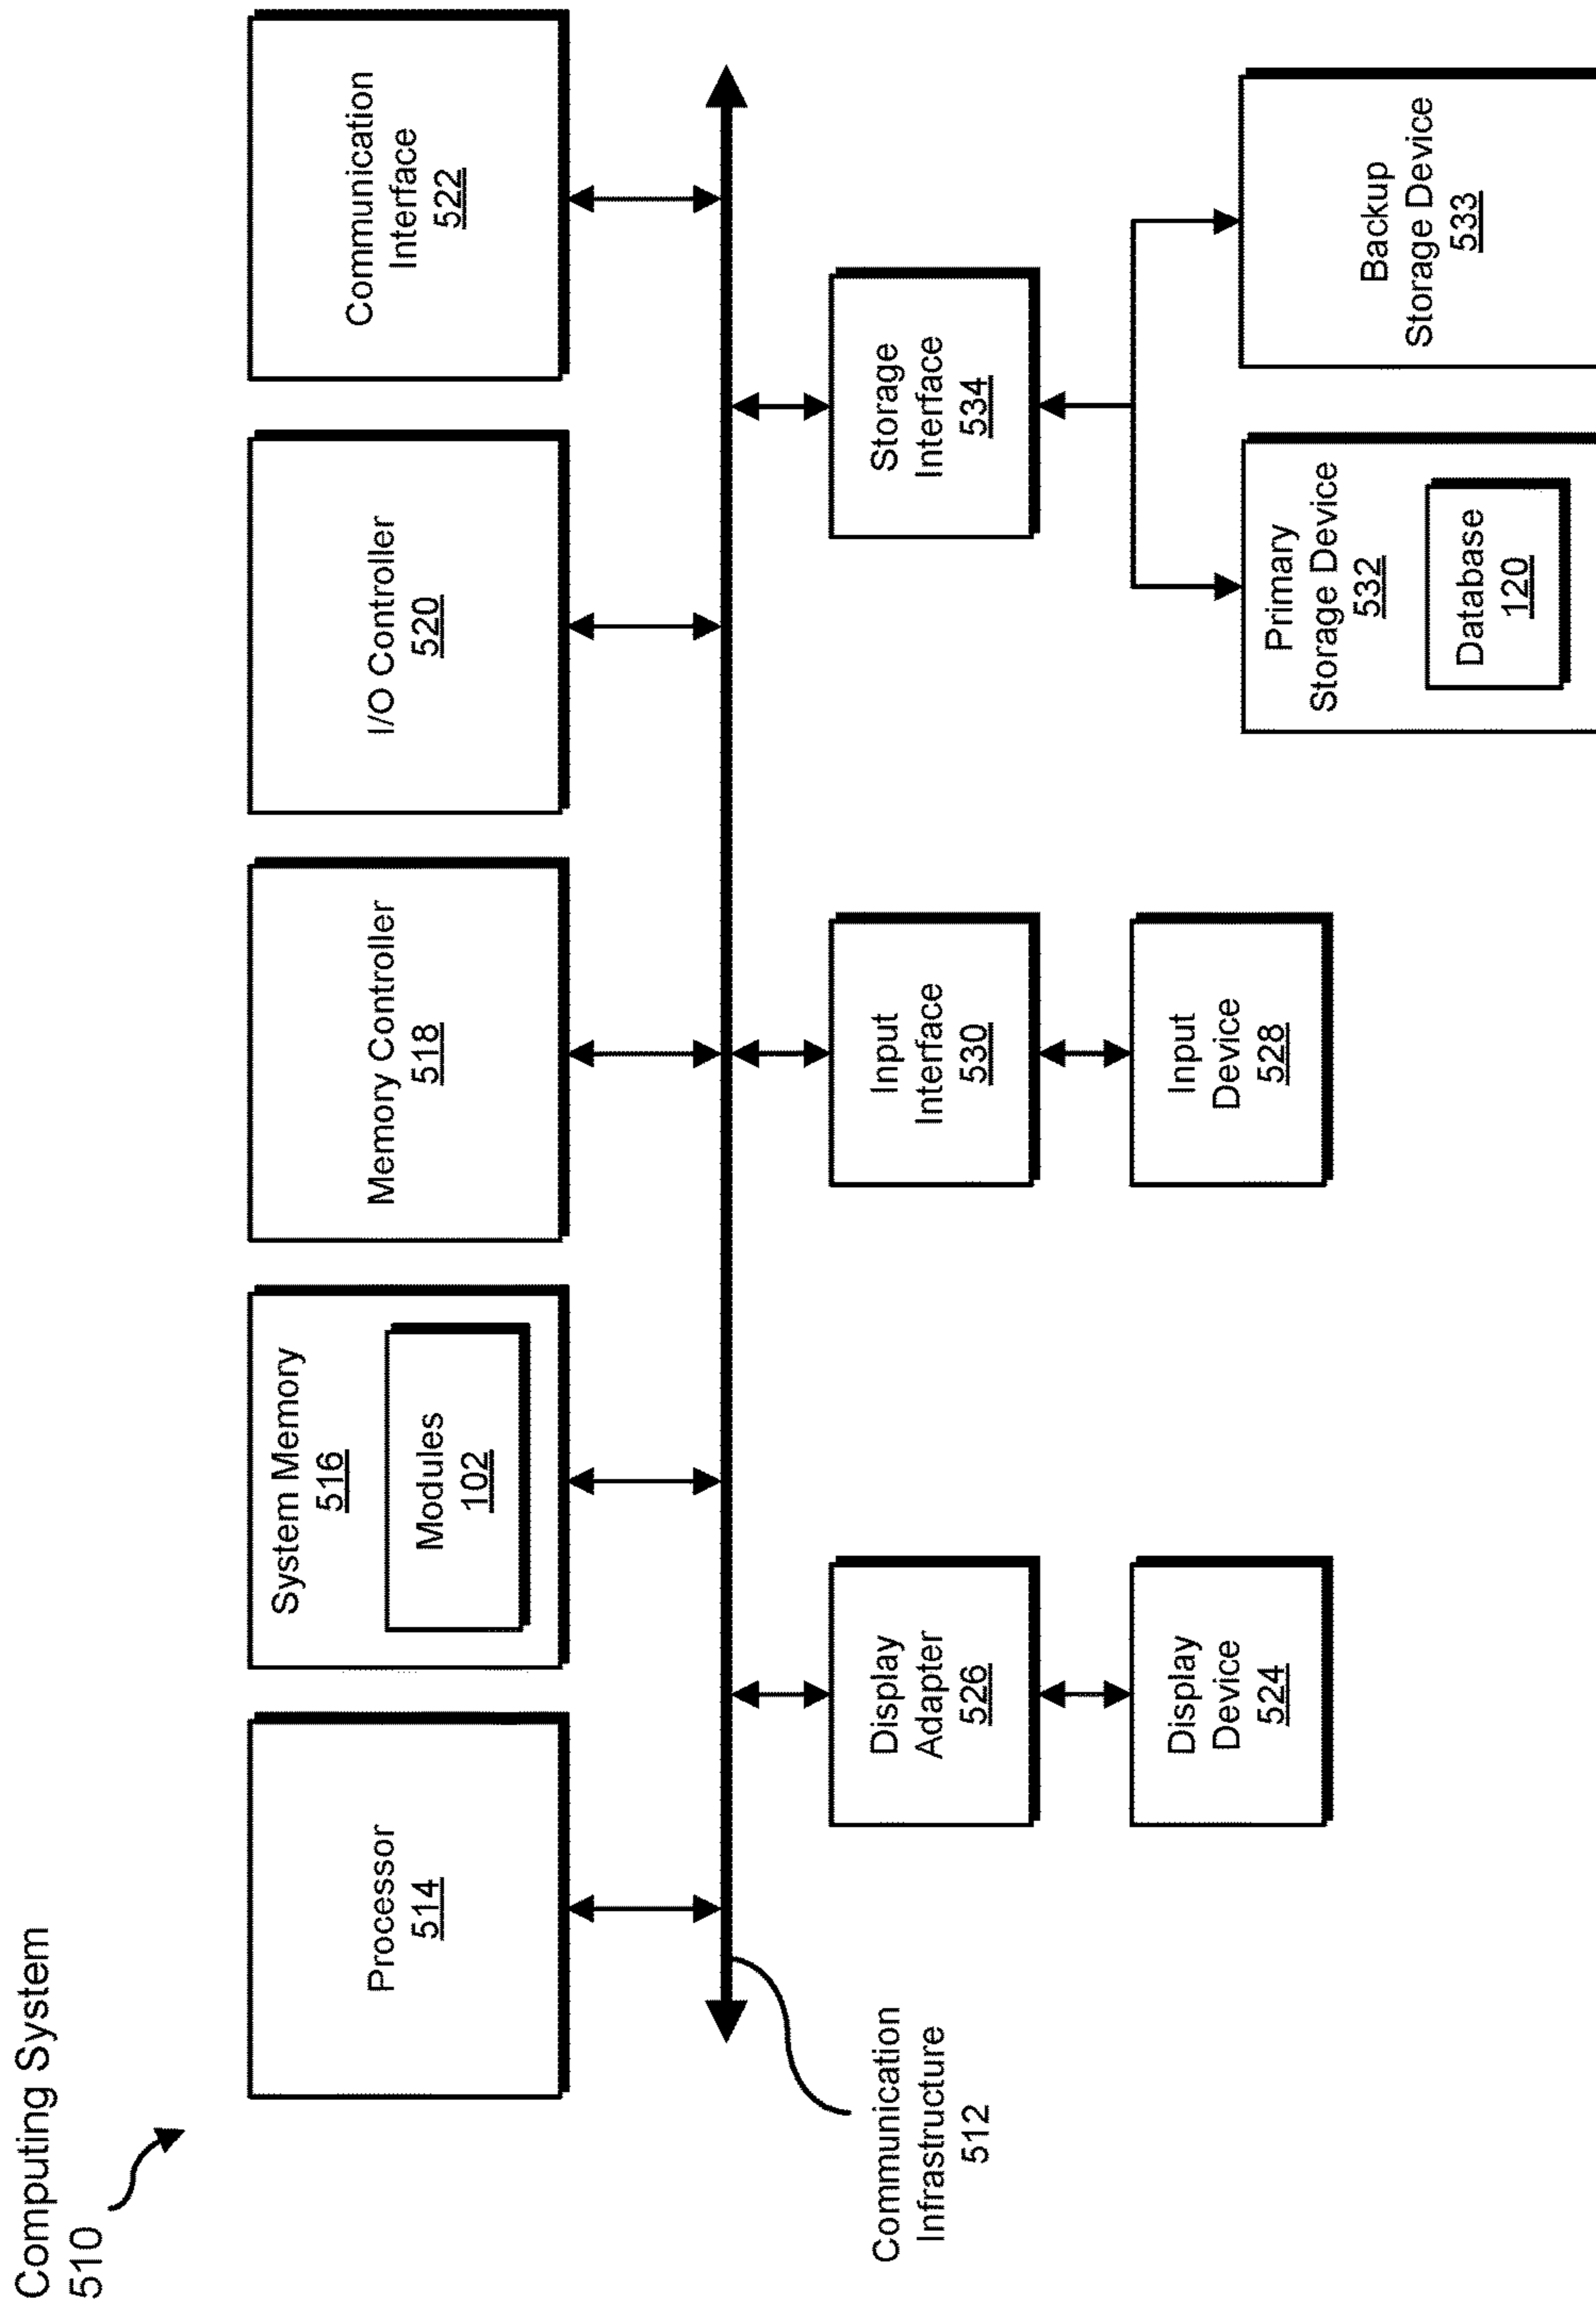 Computing System
510
Processor
514
System Memory
516
Modules
102
Memory Controller
518
I/O Controller
520
Communication
Interface
522
Communication
Infrastructure
512
Display
Adapter
526
Input
Interface
530
Storage
Interface
534
Display
Device
524
Input
Device
528
Primary
Storage Device
532
Database
120
Backup
Storage Device
533